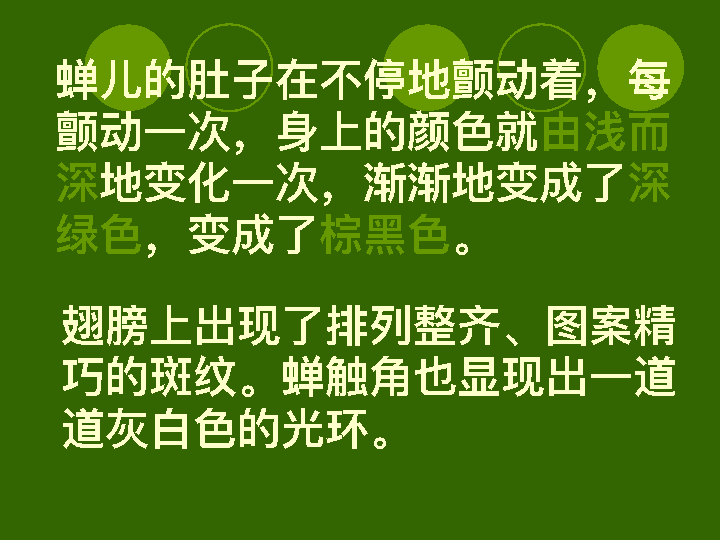 蝉儿的肚子在不停地颤动着，每
颤动一次，身上的颜色就由浅而
深地变化一次，渐渐地变成了深
绿色，变成了棕黑色。
翅膀上出现了排列整齐、图案精
巧的斑纹。蝉触角也显现出一道
道灰白色的光环。